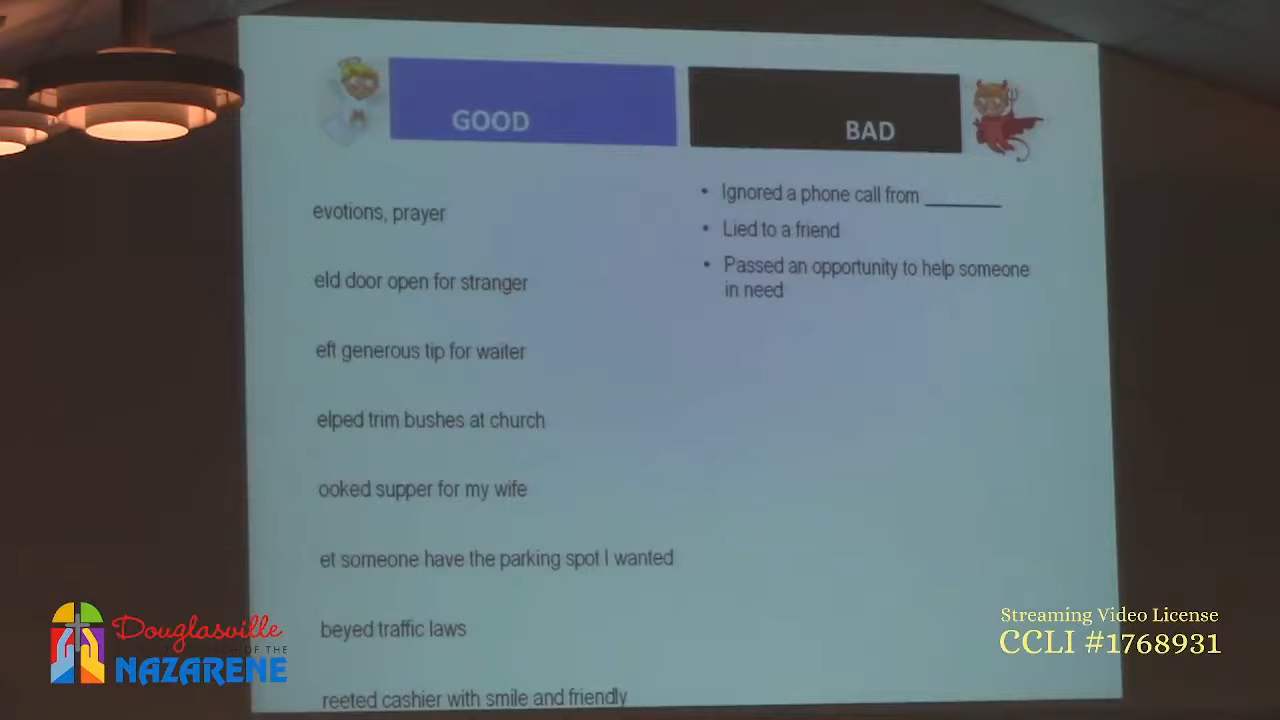 GOOD
BAD
evotions, prayer
eld door open for stranger
eft generous tip for waiter
elped trim bushes at church
ooked supper for my wife
et someone have the parking spot I wanted
beyed traffic laws
reeted cashier with smile and friendly
• Ignored a phone call from ________
• Lied to a friend
• Passed an opportunity to help someone
in need
Douglasville
OF THE
NAZARENE
Streaming Video License
CCLI #1768931